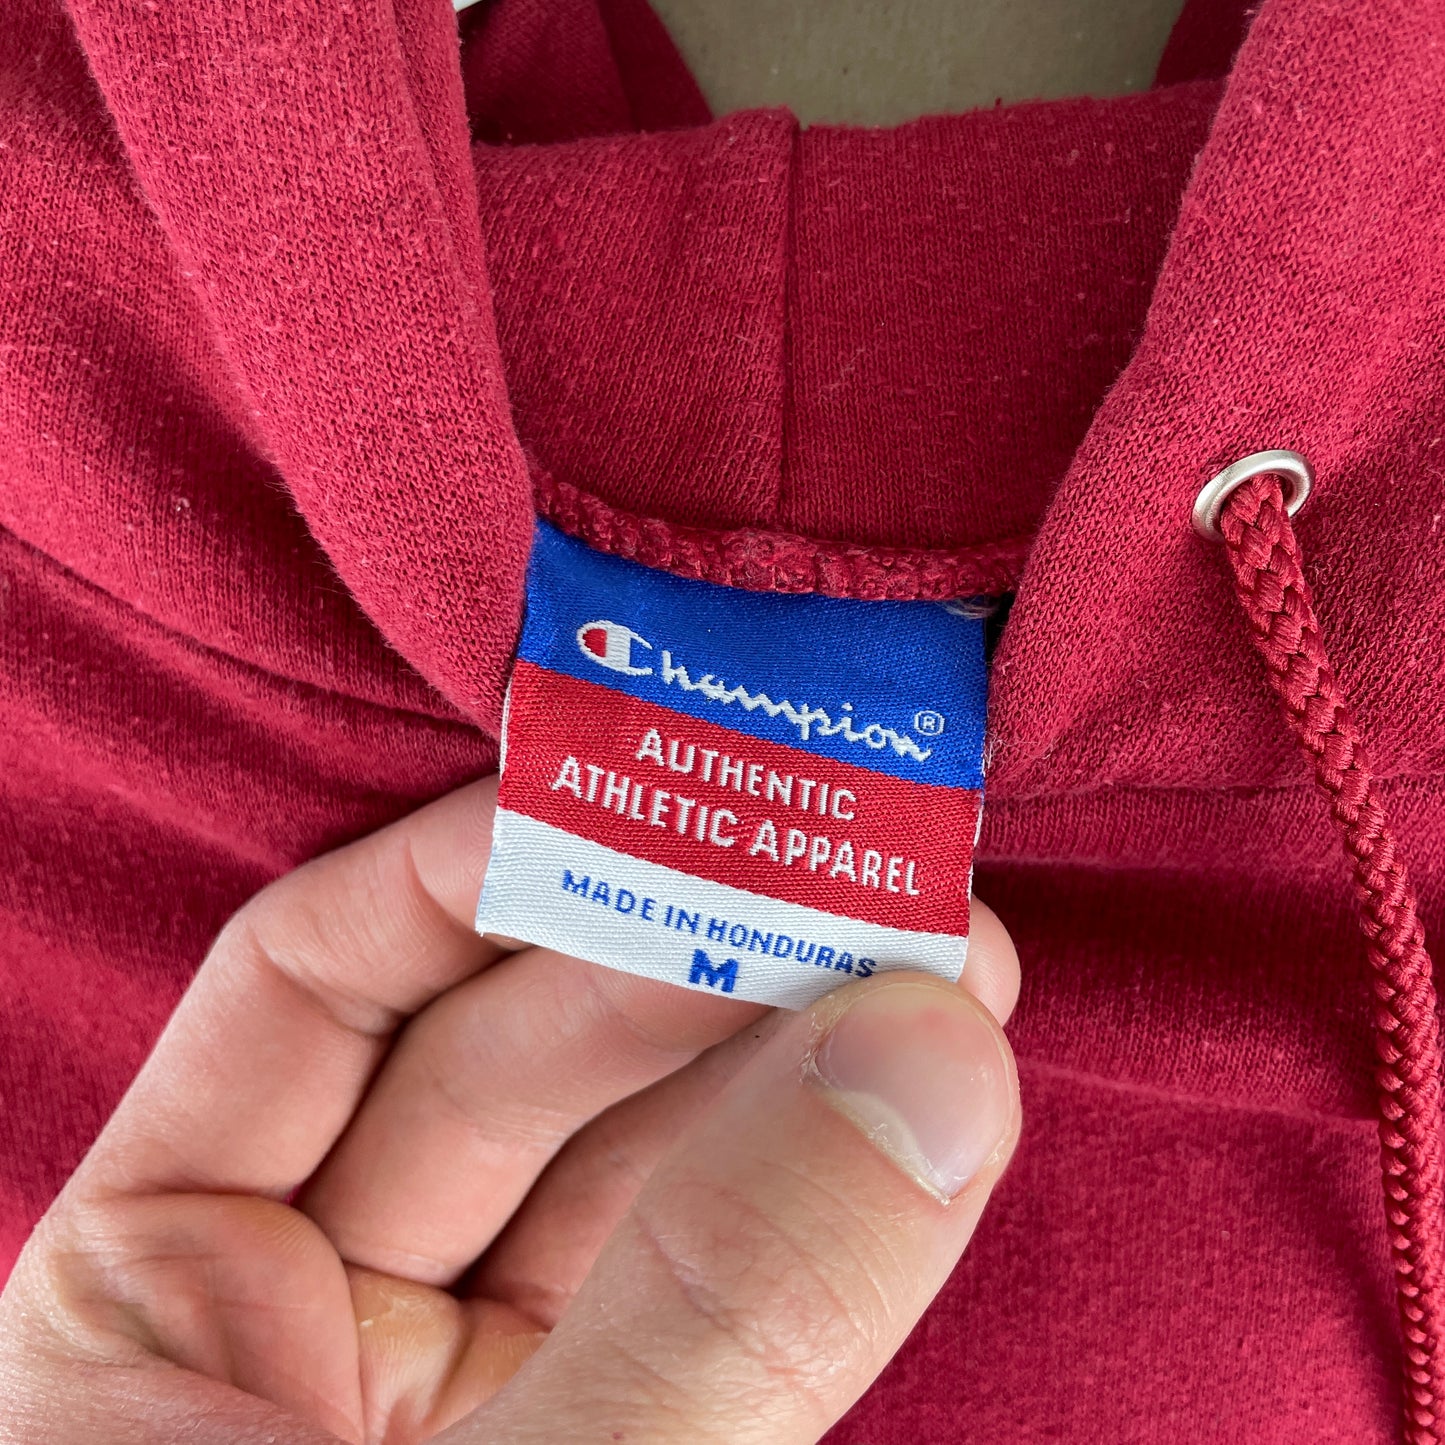 Champion®
AUTHENTIC
ATHLETIC APPAREL
MADE IN HONDURAS
M